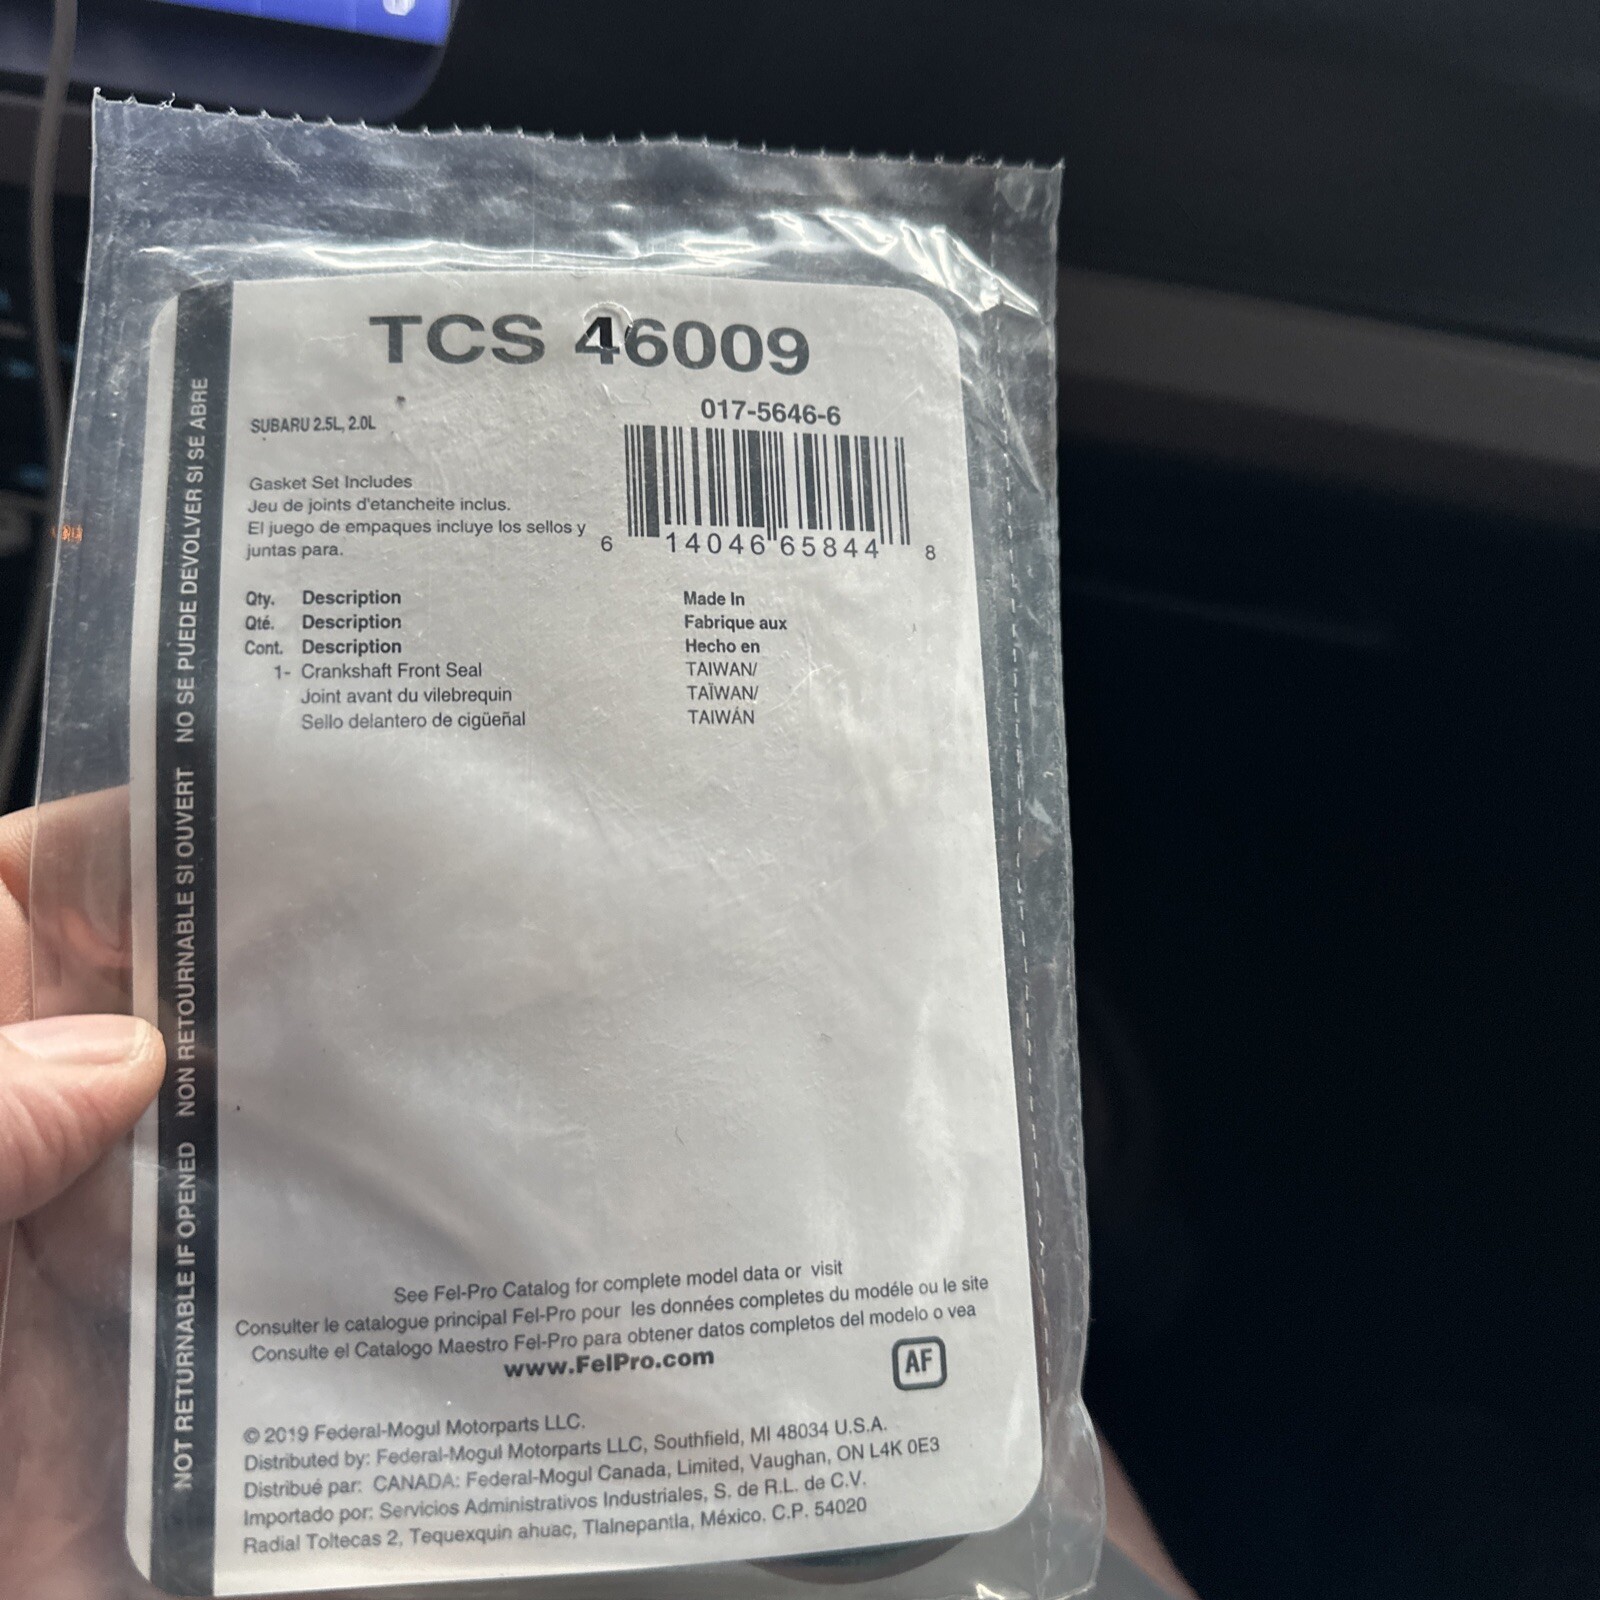 TCS 46009
017-5646-6
SUBARU 2.5L, 2.0L
6 14046 65844 8
Gasket Set Includes
Jeu de joints d'etancheite inclus.
El juego de empaques incluye los sellos y
juntas para.
Qty. Description Made In
Qté. Description Fabrique aux
Cont. Description Hecho en
1- Crankshaft Front Seal TAIWAN/
Joint avant du vilebrequin TAÏWAN/
Sello delantero de cigüeñal TAIWÁN
See Fel-Pro Catalog for complete model data or visit
Consulter le catalogue principal Fel-Pro pour les données completes du modéle ou le site
Consulte el Catalogo Maestro Fel-Pro para obtener datos completos del modelo o vea
www.FelPro.com
AF
© 2019 Federal-Mogul Motorparts LLC.
Distributed by: Federal-Mogul Motorparts LLC, Southfield, MI 48034 U.S.A.
Distribué par: CANADA: Federal-Mogul Canada, Limited, Vaughan, ON L4K 0E3
Importado por: Servicios Administrativos Industriales, S. de R.L. de C.V.
Radial Toltecas 2, Tequexquin ahuac, Tlalnepantla, México. C.P. 54020
NOT RETURNABLE IF OPENED NON RETOURNABLE SI OUVERT NO SE PUEDE DEVOLVER SI SE ABRE